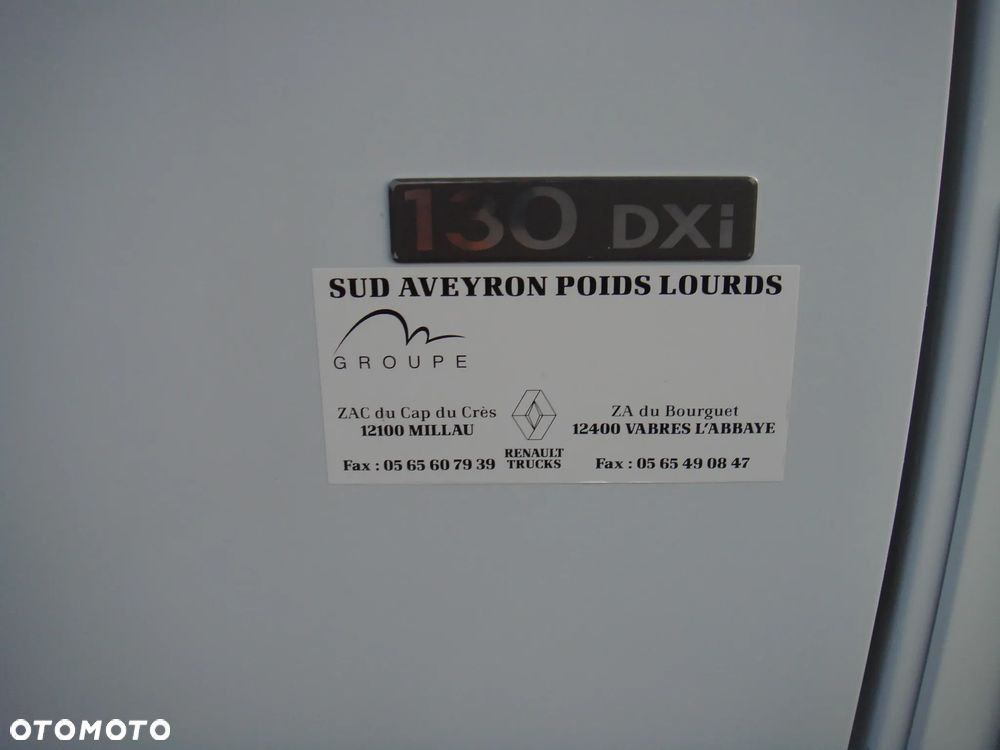 130 DXi
SUD AVEYRON POIDS LOURDS
GROUPE
ZAC du Cap du Crès
12100 MILLAU
Fax : 05 65 60 79 39
RENAULT
TRUCKS
ZA du Bourguet
12400 VABRES L'ABBAYE
Fax : 05 65 49 08 47
OTOMOTO